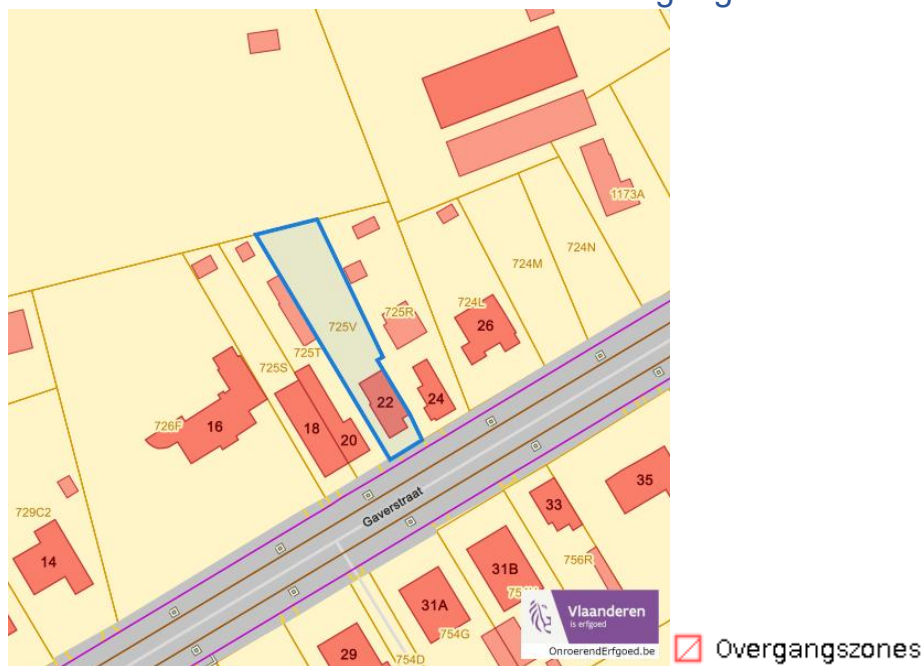 1173A
724N
724M
724L
26
725R
725V
725T
725S
22
24
18
20
16
726F
729C2
14
Gaverstraat
35
33
756R
31B
31A
754G
754D
29
Vlaanderen
is erfgoed
OnroerendErfgoed.be
Overgangszones